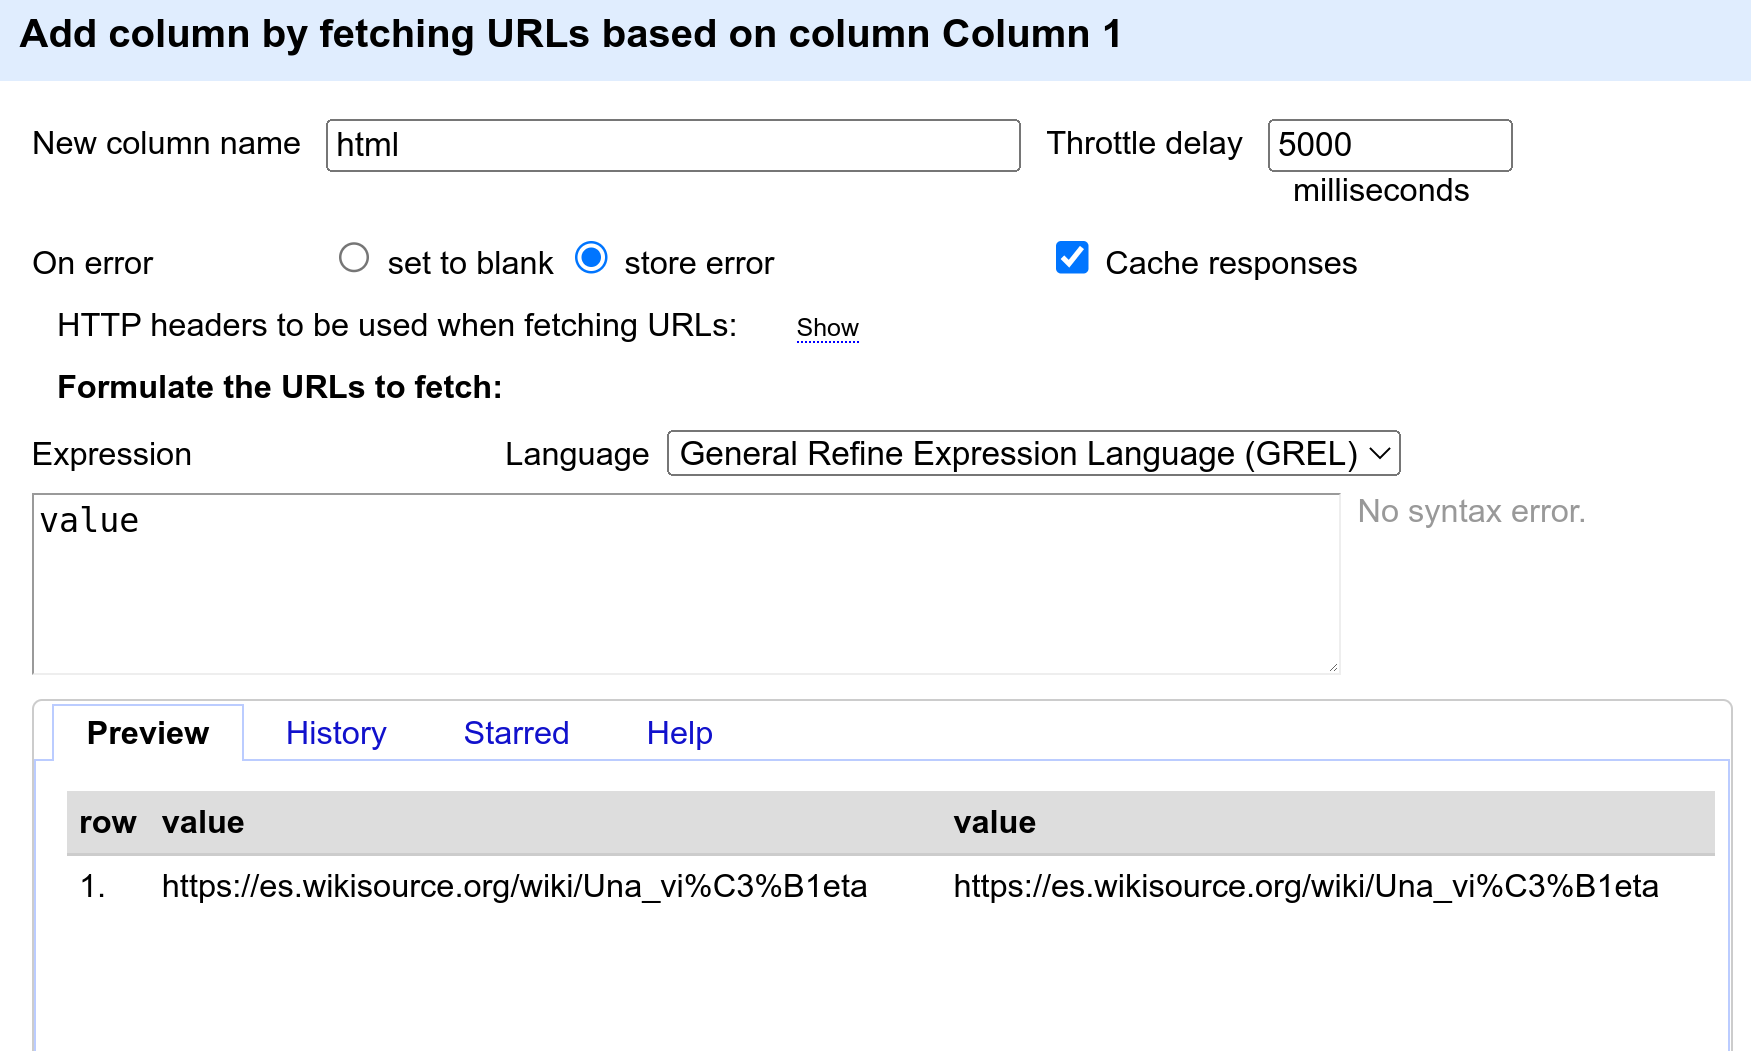 Add column by fetching URLs based on column Column 1
New column name html Throttle delay 5000
milliseconds
On error set to blank store error Cache responses
HTTP headers to be used when fetching URLs: Show
Formulate the URLs to fetch:
Expression Language General Refine Expression Language (GREL)
value
No syntax error.
Preview History Starred Help
row value value
1. https://es.wikisource.org/wiki/Una_vi%C3%B1eta https://es.wikisource.org/wiki/Una_vi%C3%B1eta